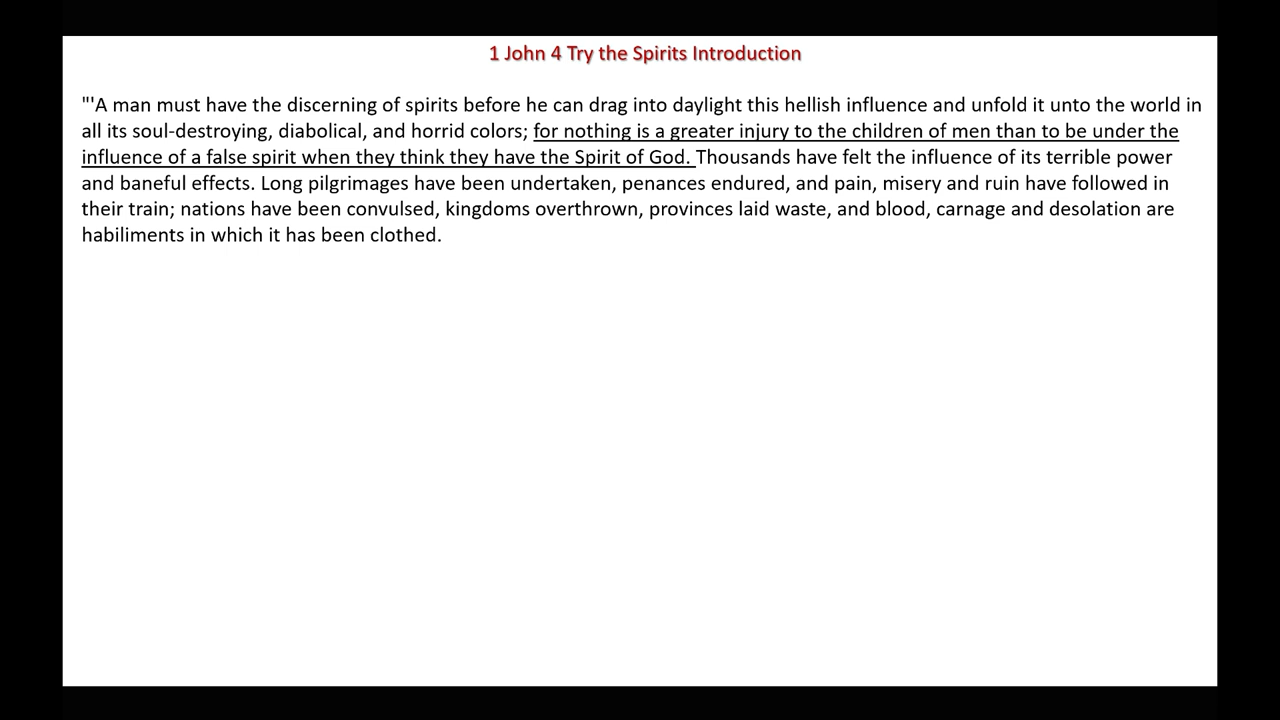 1 John 4 Try the Spirits Introduction
"'A man must have the discerning of spirits before he can drag into daylight this hellish influence and unfold it unto the world in
all its soul-destroying, diabolical, and horrid colors; for nothing is a greater injury to the children of men than to be under the
influence of a false spirit when they think they have the Spirit of God. Thousands have felt the influence of its terrible power
and baneful effects. Long pilgrimages have been undertaken, penances endured, and pain, misery and ruin have followed in
their train; nations have been convulsed, kingdoms overthrown, provinces laid waste, and blood, carnage and desolation are
habiliments in which it has been clothed.